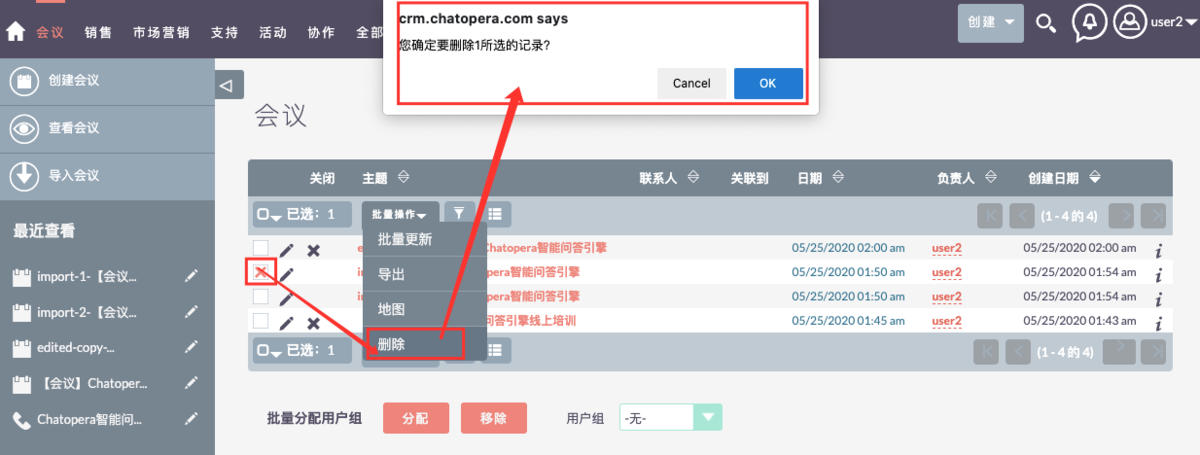 会议 销售 市场营销 支持 活动 协作 全部
crm.chatopera.com says
您确定要删除1所选的记录?
Cancel OK
创建 user2
创建会议
查看会议
导入会议
最近查看
import-1-【会议...
import-2-【会议...
edited-copy-...
【会议】Chatoper...
Chatopera智能问...
会议
关闭 主题 联系人 关联到 日期 负责人 创建日期
已选: 1 批量操作 (1 - 4 的 4)
批量更新
导出
地图
删除
Chatopera智能问答引擎 05/25/2020 02:00 am user2 05/25/2020 02:00 am
pera智能问答引擎 05/25/2020 01:50 am user2 05/25/2020 01:54 am
pera智能问答引擎 05/25/2020 01:50 am user2 05/25/2020 01:54 am
问答引擎线上培训 05/25/2020 01:45 am user2 05/25/2020 01:43 am
已选: 1 (1 - 4 的 4)
批量分配用户组 分配 移除 用户组 -无-